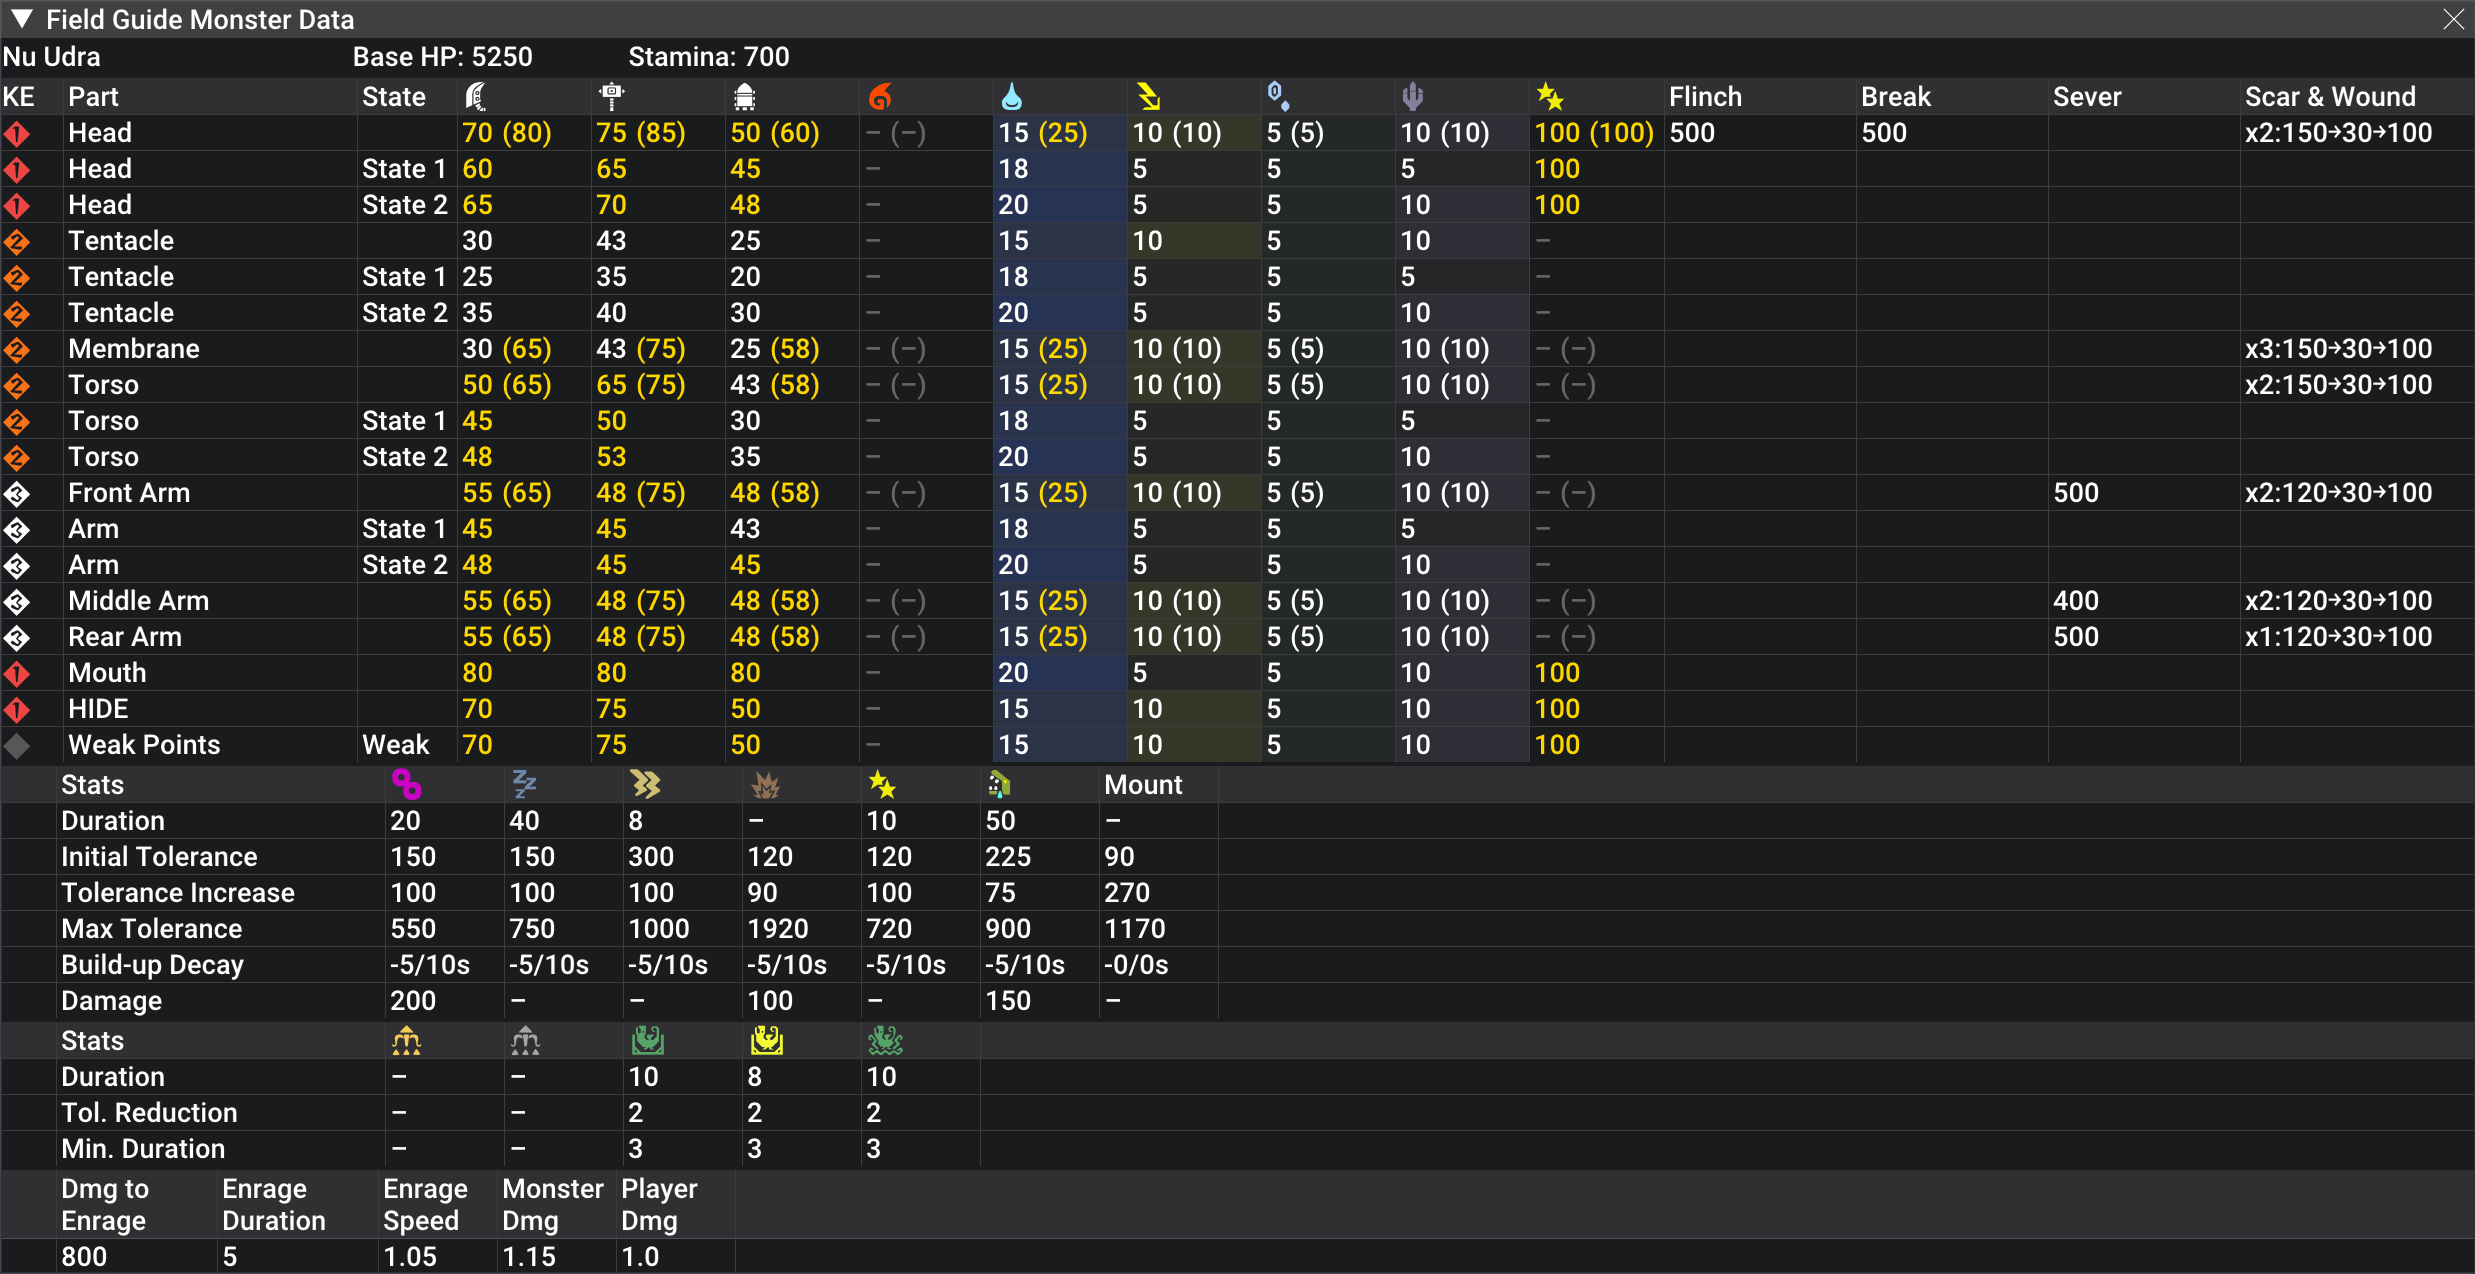 Field Guide Monster Data
Nu Udra Base HP: 5250 Stamina: 700
KE Part State Flinch Break Sever Scar & Wound
1 Head 70 (80) 75 (85) 50 (60) – (–) 15 (25) 10 (10) 5 (5) 10 (10) 100 (100) 500 500 x2:150→30→100
1 Head State 1 60 65 45 – 18 5 5 5 100
1 Head State 2 65 70 48 – 20 5 5 10 100
2 Tentacle 30 43 25 – 15 10 5 10 –
2 Tentacle State 1 25 35 20 – 18 5 5 5 –
2 Tentacle State 2 35 40 30 – 20 5 5 10 –
2 Membrane 30 (65) 43 (75) 25 (58) – (–) 15 (25) 10 (10) 5 (5) 10 (10) – (–) x3:150→30→100
2 Torso 50 (65) 65 (75) 43 (58) – (–) 15 (25) 10 (10) 5 (5) 10 (10) – (–) x2:150→30→100
2 Torso State 1 45 50 30 – 18 5 5 5 –
2 Torso State 2 48 53 35 – 20 5 5 10 –
3 Front Arm 55 (65) 48 (75) 48 (58) – (–) 15 (25) 10 (10) 5 (5) 10 (10) – (–) 500 x2:120→30→100
3 Arm State 1 45 45 43 – 18 5 5 5 –
3 Arm State 2 48 45 45 – 20 5 5 10 –
3 Middle Arm 55 (65) 48 (75) 48 (58) – (–) 15 (25) 10 (10) 5 (5) 10 (10) – (–) 400 x2:120→30→100
3 Rear Arm 55 (65) 48 (75) 48 (58) – (–) 15 (25) 10 (10) 5 (5) 10 (10) – (–) 500 x1:120→30→100
1 Mouth 80 80 80 – 20 5 5 10 100
1 HIDE 70 75 50 – 15 10 5 10 100
Weak Points Weak 70 75 50 – 15 10 5 10 100
Stats Mount
Duration 20 40 8 – 10 50 –
Initial Tolerance 150 150 300 120 120 225 90
Tolerance Increase 100 100 100 90 100 75 270
Max Tolerance 550 750 1000 1920 720 900 1170
Build-up Decay -5/10s -5/10s -5/10s -5/10s -5/10s -5/10s -0/0s
Damage 200 – – 100 – 150 –
Stats
Duration – – 10 8 10
Tol. Reduction – – 2 2 2
Min. Duration – – 3 3 3
Dmg to Enrage Enrage Monster Player
Enrage Duration Speed Dmg Dmg
800 5 1.05 1.15 1.0